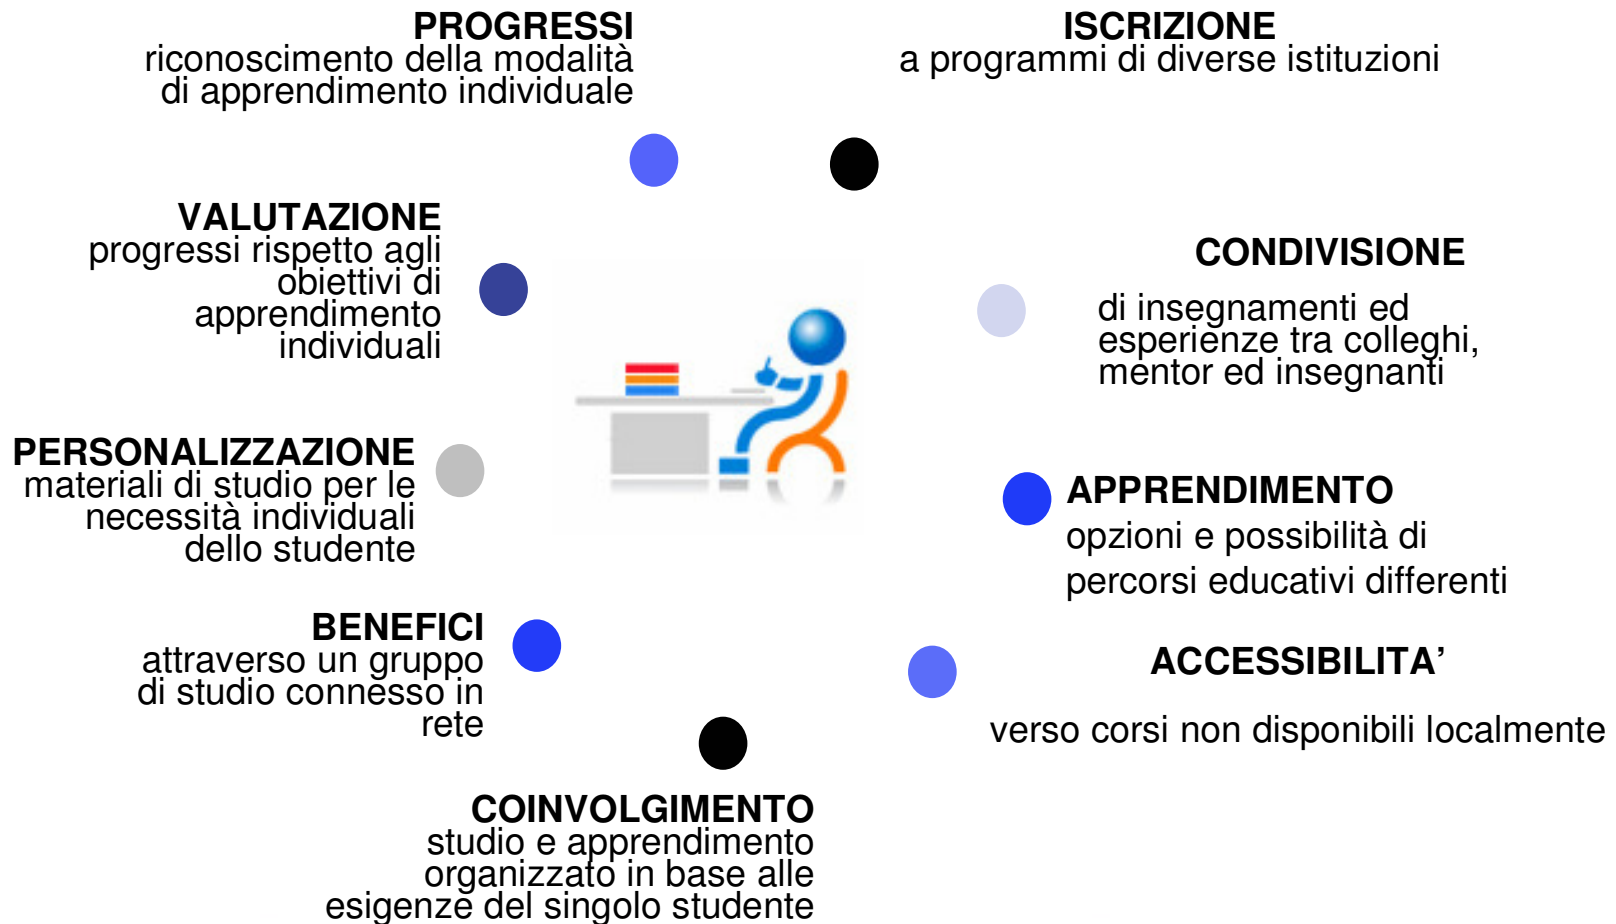 PROGRESSI
riconoscimento della modalità
di apprendimento individuale
ISCRIZIONE
a programmi di diverse istituzioni
VALUTAZIONE
progressi rispetto agli
obiettivi di
apprendimento
individuali
CONDIVISIONE
di insegnamenti ed
esperienze tra colleghi,
mentor ed insegnanti
PERSONALIZZAZIONE
materiali di studio per le
necessità individuali
dello studente
APPRENDIMENTO
opzioni e possibilità di
percorsi educativi differenti
BENEFICI
attraverso un gruppo
di studio connesso in
rete
ACCESSIBILITA’
verso corsi non disponibili localmente
COINVOLGIMENTO
studio e apprendimento
organizzato in base alle
esigenze del singolo studente